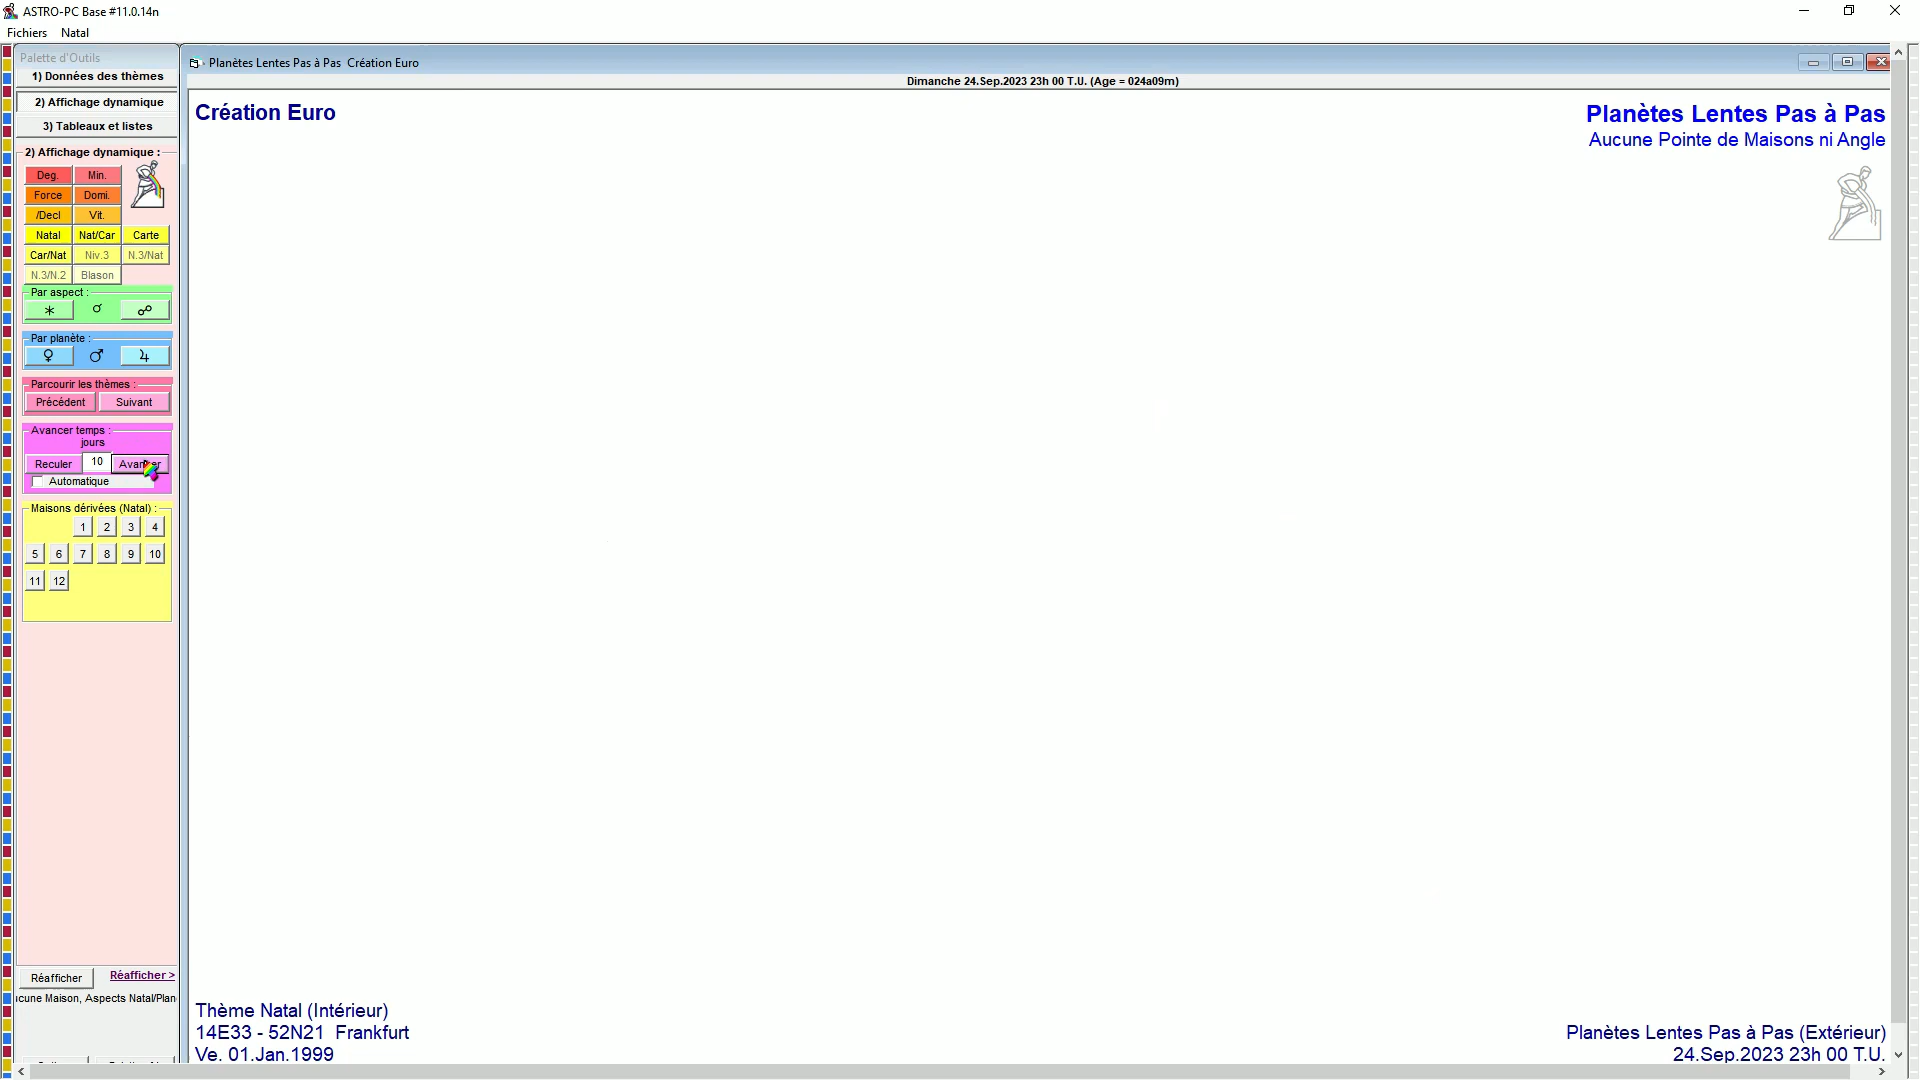 ASTRO-PC Base #11.0.14n
Fichiers Natal
Palette d'Outils
1) Données des thèmes
2) Affichage dynamique
3) Tableaux et listes
2) Affichage dynamique :
Deg. Min.
Force Domi.
/Decl Vit.
Natal Nat/Car Carte
Car/Nat Niv.3 N.3/Nat
N.3/N.2 Blason
Par aspect :
Par planète :
Parcourir les thèmes :
Précédent Suivant
Avancer temps :
jours
Reculer 10 Avancer
Automatique
Maisons dérivées (Natal) :
1 2 3 4
5 6 7 8 9 10
11 12
Réafficher Réafficher >
Maison, Aspects Natal/Plan
Planètes Lentes Pas à Pas Création Euro
Dimanche 24.Sep.2023 23h 00 T.U. (Age = 024a09m)
Création Euro
Planètes Lentes Pas à Pas
Aucune Pointe de Maisons ni Angle
Thème Natal (Intérieur)
14E33 - 52N21 Frankfurt
Ve. 01.Jan.1999
Planètes Lentes Pas à Pas (Extérieur)
24.Sep.2023 23h 00 T.U.